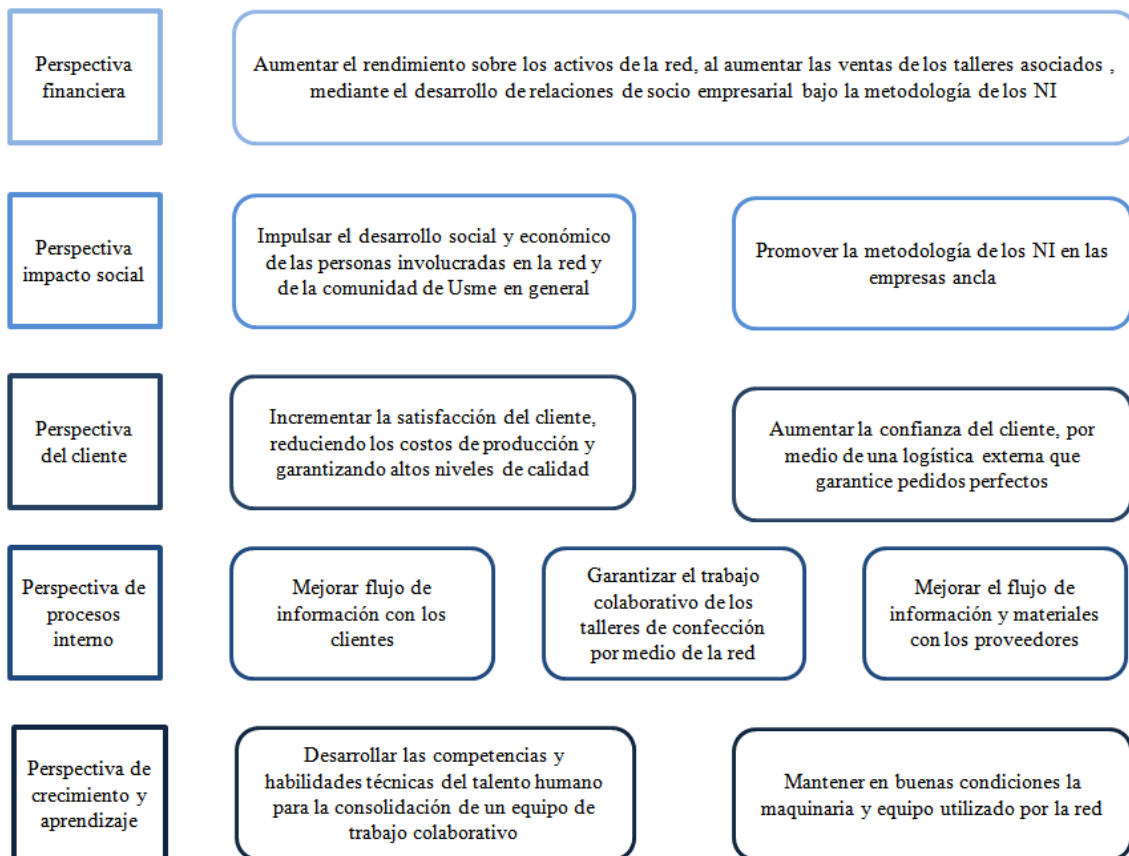 Perspectiva
financiera
Aumentar el rendimiento sobre los activos de la red, al aumentar las ventas de los talleres asociados ,
mediante el desarrollo de relaciones de socio empresarial bajo la metodología de los NI
Perspectiva
impacto social
Impulsar el desarrollo social y económico
de las personas involucradas en la red y
de la comunidad de Usme en general
Promover la metodología de los NI en las
empresas ancla
Perspectiva
del cliente
Incrementar la satisfacción del cliente,
reduciendo los costos de producción y
garantizando altos niveles de calidad
Aumentar la confianza del cliente, por
medio de una logística externa que
garantice pedidos perfectos
Perspectiva de
procesos
interno
Mejorar flujo de
información con los
clientes
Garantizar el trabajo
colaborativo de los
talleres de confección
por medio de la red
Mejorar el flujo de
información y materiales
con los proveedores
Perspectiva de
crecimiento y
aprendizaje
Desarrollar las competencias y
habilidades técnicas del talento humano
para la consolidación de un equipo de
trabajo colaborativo
Mantener en buenas condiciones la
maquinaria y equipo utilizado por la red